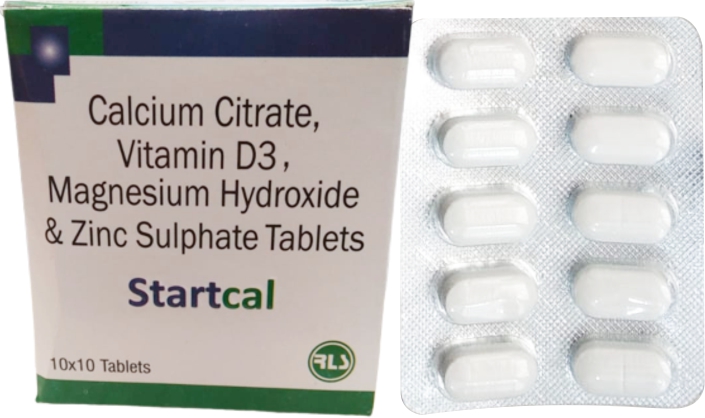 Calcium Citrate,
Vitamin D3,
Magnesium Hydroxide
& Zinc Sulphate Tablets
Startcal
10x10 Tablets
RLS